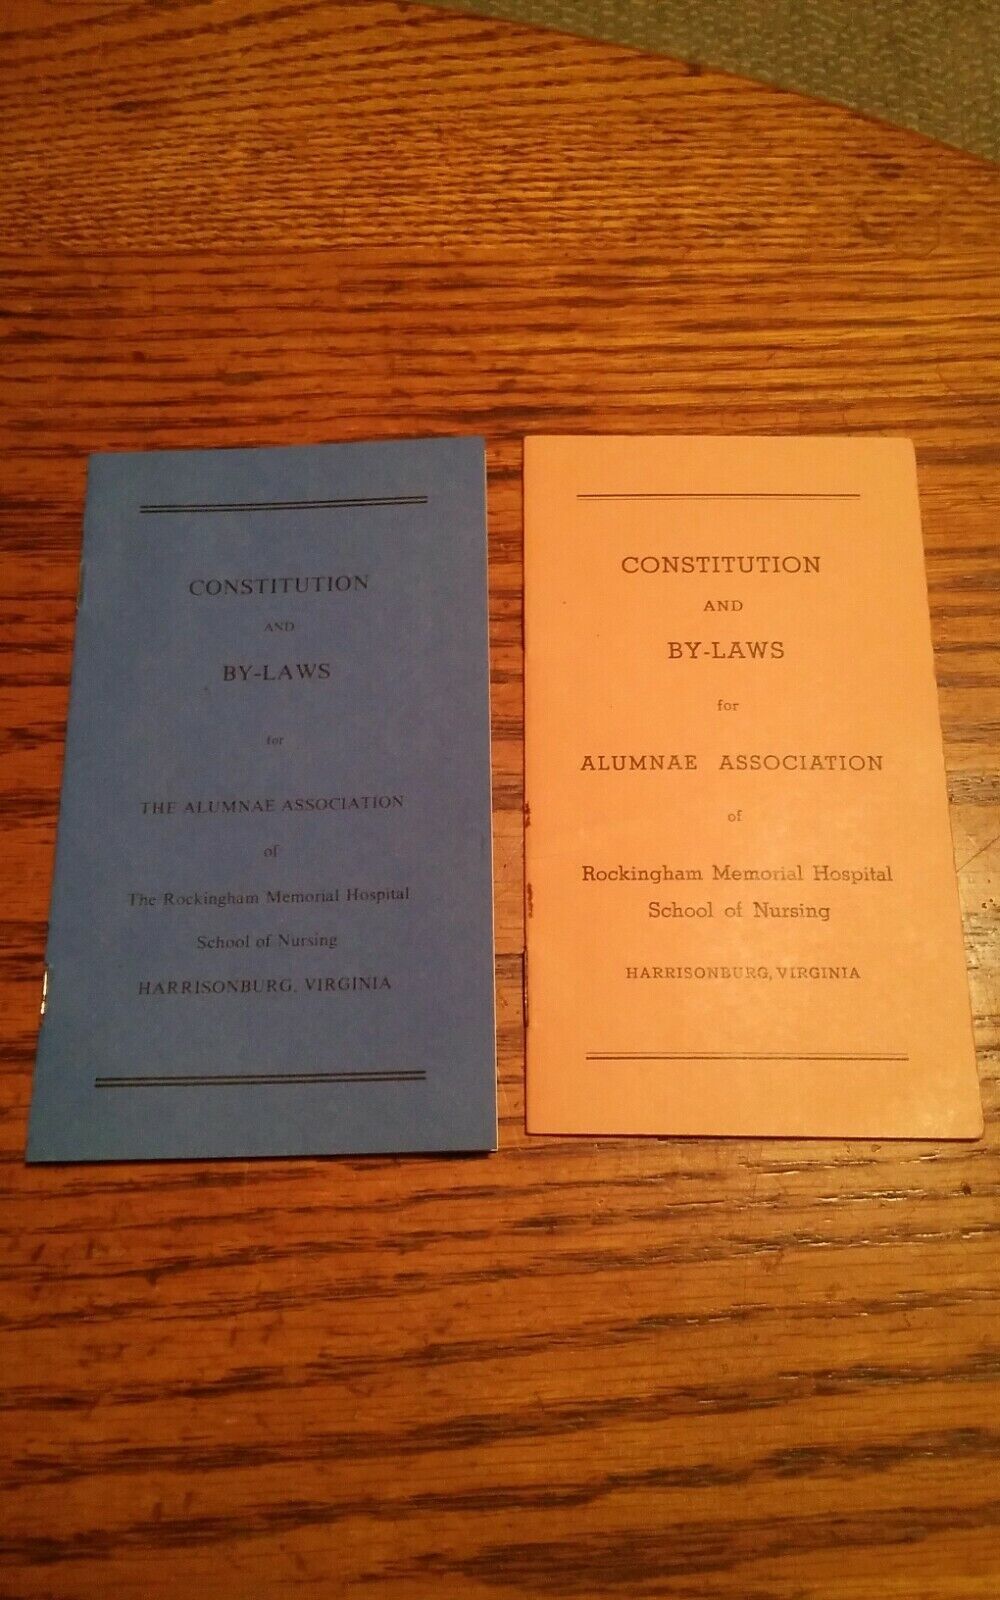 CONSTITUTION
AND
BY-LAWS
for
THE ALUMNAE ASSOCIATION
of
The Rockingham Memorial Hospital
School of Nursing
HARRISONBURG, VIRGINIA
CONSTITUTION
AND
BY-LAWS
for
ALUMNAE ASSOCIATION
of
Rockingham Memorial Hospital
School of Nursing
HARRISONBURG, VIRGINIA